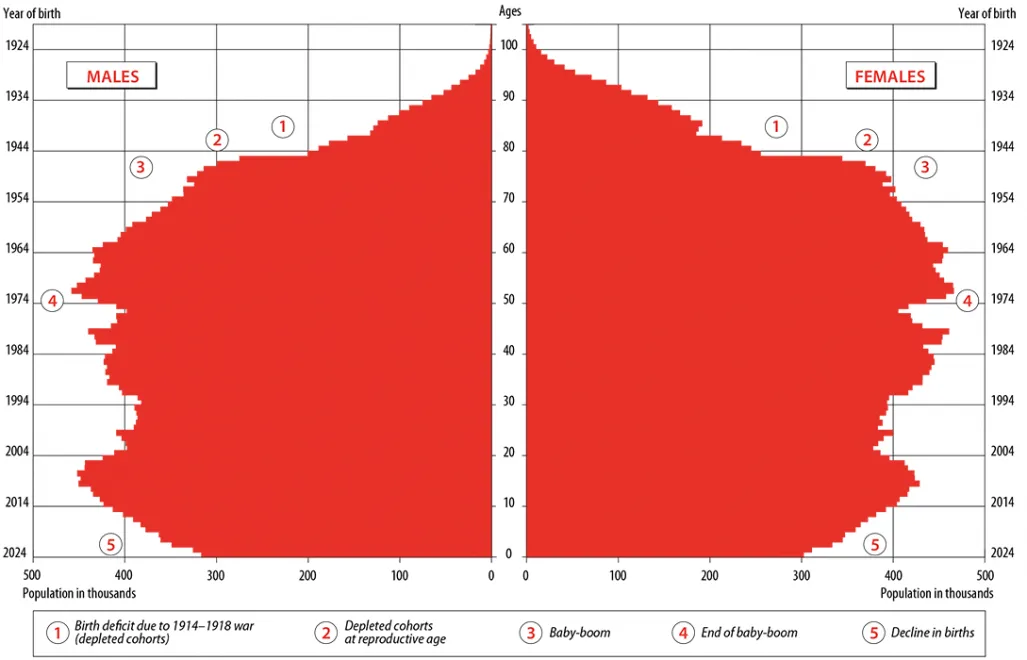 Year of birth
Ages
Year of birth
MALES
FEMALES
1924
100
1924
1934
90
1934
1
2
1
2
1944
80
1944
3
3
1954
70
1954
1964
60
1964
4
4
1974
50
1974
1984
40
1984
1994
30
1994
2004
20
2004
2014
10
2014
5
5
2024
0
2024
500 400 300 200 100 0
0 100 200 300 400 500
Population in thousands
Population in thousands
1 Birth deficit due to 1914–1918 war
(depleted cohorts)
2 Depleted cohorts
at reproductive age
3 Baby-boom
4 End of baby-boom
5 Decline in births